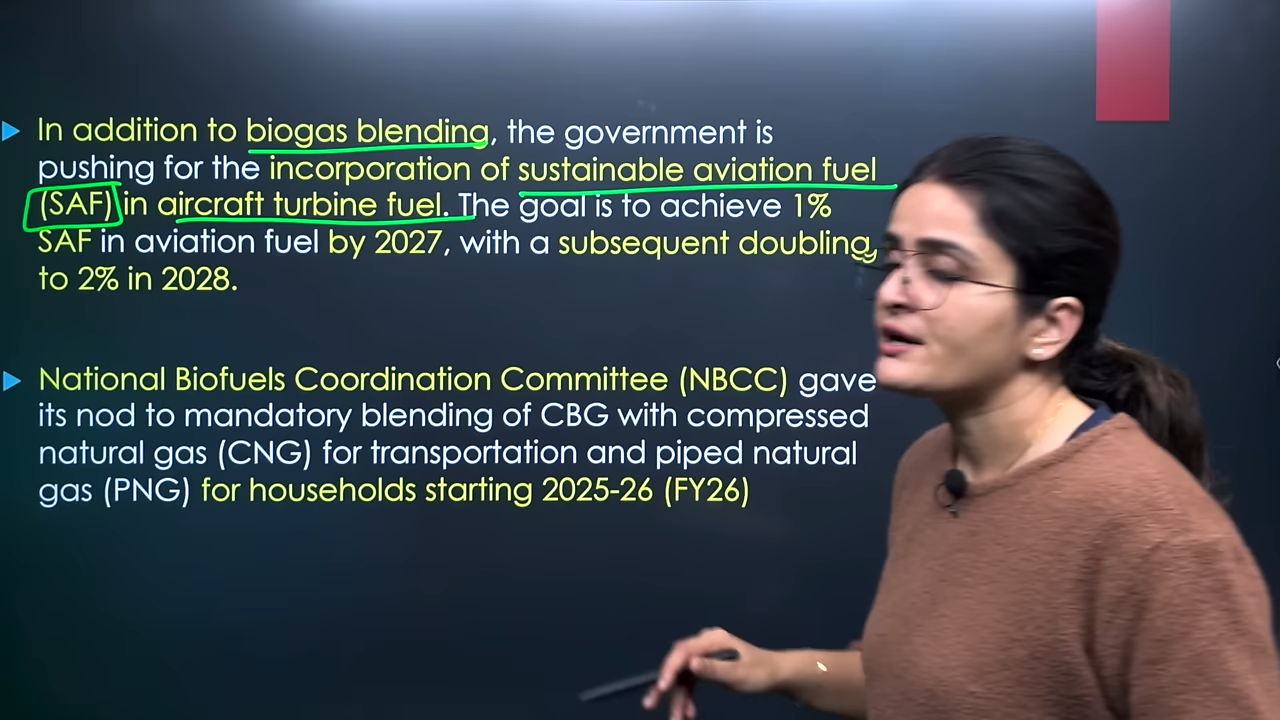 In addition to biogas blending, the government is
pushing for the incorporation of sustainable aviation fuel
(SAF) in aircraft turbine fuel. The goal is to achieve 1%
SAF in aviation fuel by 2027, with a subsequent doubling
to 2% in 2028.
National Biofuels Coordination Committee (NBCC) gave
its nod to mandatory blending of CBG with compressed
natural gas (CNG) for transportation and piped natural
gas (PNG) for households starting 2025-26 (FY26)